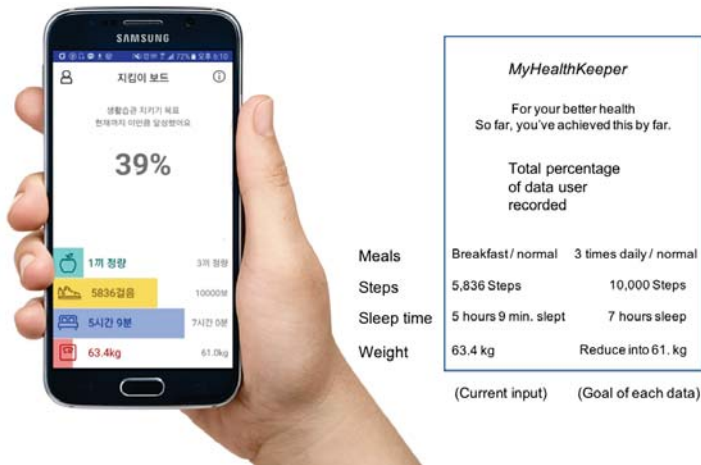 SAMSUNG
72% 오후 6:10
지킴이 보드
생활습관 지키기 목표
현재까지 이만큼 달성했어요
39%
1끼 정량 3끼 정량
5836걸음 10000보
5시간 9분 7시간 0분
63.4kg 61.0kg
MyHealthKeeper
For your better health
So far, you've achieved this by far.
Total percentage
of data user
recorded
Meals Breakfast / normal 3 times daily / normal
Steps 5,836 Steps 10,000 Steps
Sleep time 5 hours 9 min. slept 7 hours sleep
Weight 63.4 kg Reduce into 61. kg
(Current input) (Goal of each data)